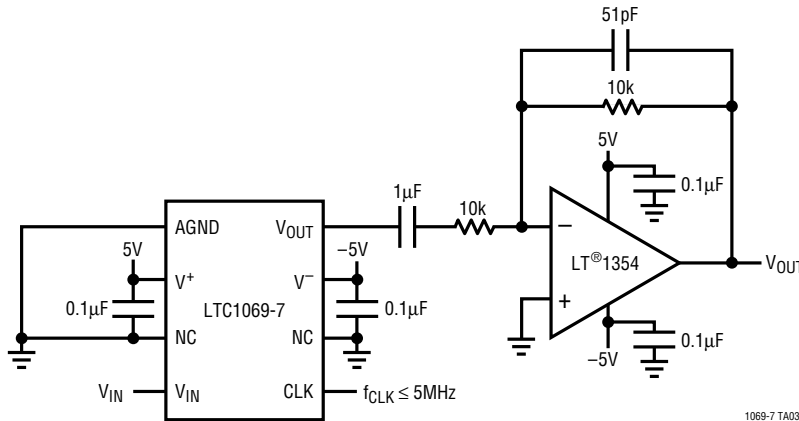 51pF
10k
5V
0.1µF
1µF
10k
–
LT®1354
+
VOUT
–5V
0.1µF
AGND
VOUT
5V
–5V
V+
V–
LTC1069-7
0.1µF
0.1µF
NC
NC
VIN
VIN
CLK
fCLK ≤ 5MHz
1069-7 TA03